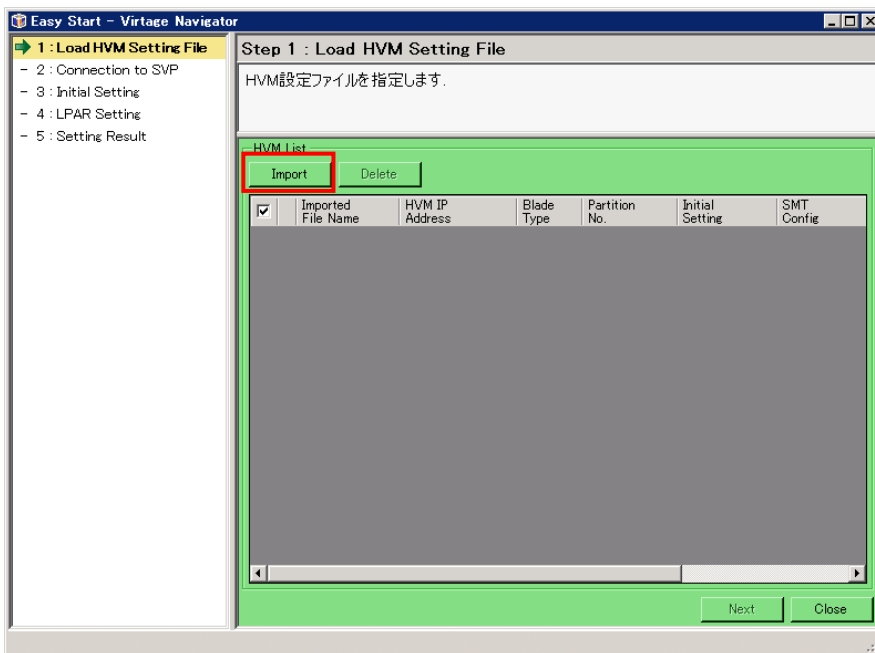 Easy Start - Virtage Navigator
1 : Load HVM Setting File
- 2 : Connection to SVP
- 3 : Initial Setting
- 4 : LPAR Setting
- 5 : Setting Result
Step 1 : Load HVM Setting File
HVM設定ファイルを指定します.
HVM List
Import Delete
Imported File Name HVM IP Address Blade Type Partition No. Initial Setting SMT Config
Next Close